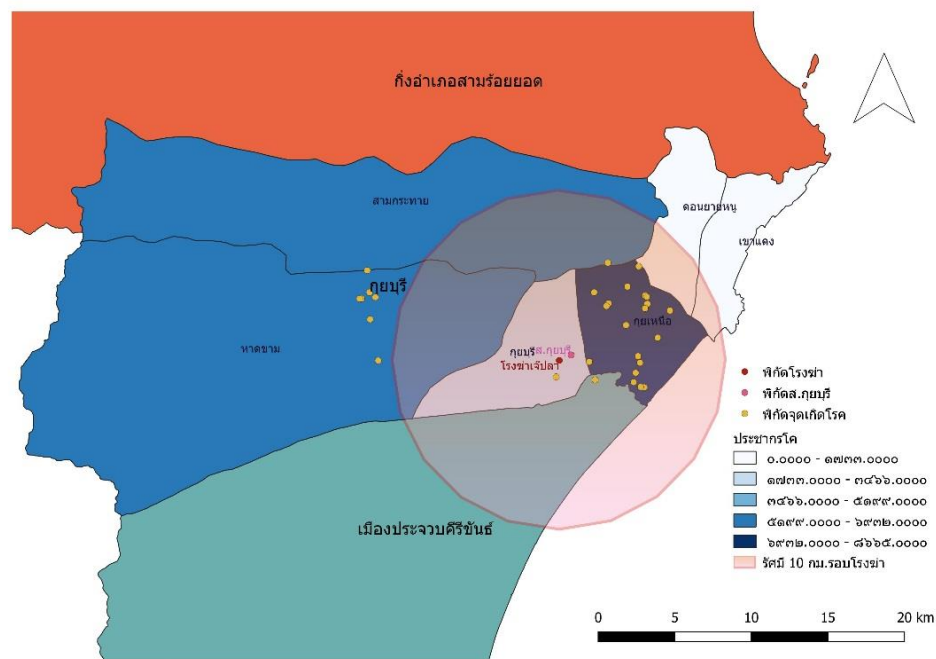 กิ่งอำเภอสามร้อยยอด
สามกระทาย
ดอนยายหนู
เขาแดง
กุยบุรี
หาดขาม
กุยเหนือ
กุยบุรี
ส.กุยบุรี
โรงฆ่าเจ๊ปลา
เมืองประจวบคีรีขันธ์
พิกัดโรงฆ่า
พิกัดส.กุยบุรี
พิกัดจุดเกิดโรค
ประชากรโค
๐.๐๐๐๐ - ๑๗๓๓.๐๐๐๐
๑๗๓๓.๐๐๐๐ - ๓๔๖๖.๐๐๐๐
๓๔๖๖.๐๐๐๐ - ๕๑๙๙.๐๐๐๐
๕๑๙๙.๐๐๐๐ - ๖๙๓๒.๐๐๐๐
๖๙๓๒.๐๐๐๐ - ๘๖๖๕.๐๐๐๐
รัศมี 10 กม.รอบโรงฆ่า
0 5 10 15 20 km